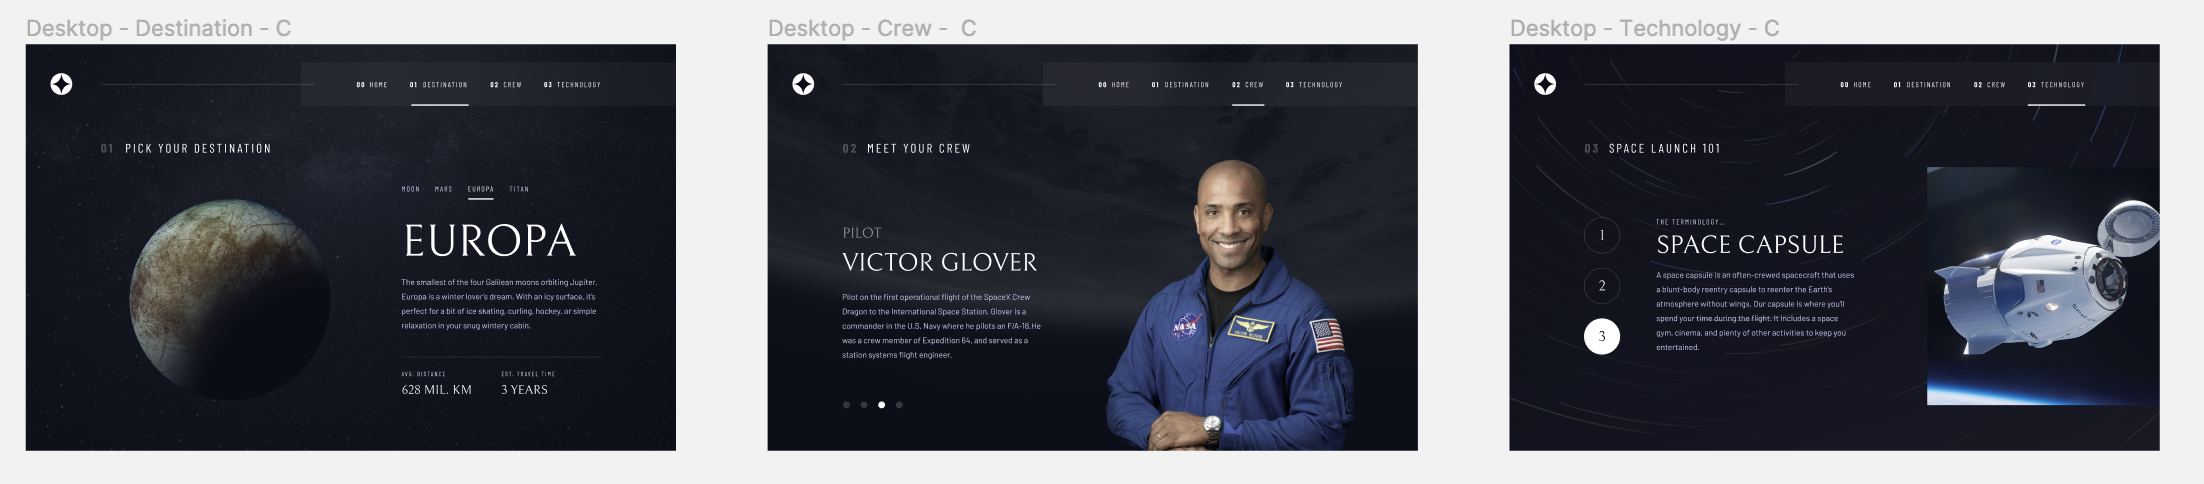 Desktop - Destination - C
00 HOME 01 DESTINATION 02 CREW 03 TECHNOLOGY
01 PICK YOUR DESTINATION
MOON MARS EUROPA TITAN
EUROPA
The smallest of the four Galilean moons orbiting Jupiter,
Europa is a winter lover's dream. With an icy surface, it's
perfect for a bit of ice skating, curling, hockey, or simple
relaxation in your snug wintery cabin.
AVG. DISTANCE EST. TRAVEL TIME
628 MIL. KM 3 YEARS
Desktop - Crew - C
00 HOME 01 DESTINATION 02 CREW 03 TECHNOLOGY
02 MEET YOUR CREW
PILOT
VICTOR GLOVER
Pilot on the first operational flight of the SpaceX Crew
Dragon to the International Space Station. Glover is a
commander in the U.S. Navy where he pilots an F/A-18.He
was a crew member of Expedition 64, and served as a
station systems flight engineer.
NASA
Desktop - Technology - C
00 HOME 01 DESTINATION 02 CREW 03 TECHNOLOGY
03 SPACE LAUNCH 101
1
2
3
THE TERMINOLOGY...
SPACE CAPSULE
A space capsule is an often-crewed spacecraft that uses
a blunt-body reentry capsule to reenter the Earth's
atmosphere without wings. Our capsule is where you'll
spend your time during the flight. It includes a space
gym, cinema, and plenty of other activities to keep you
entertained.